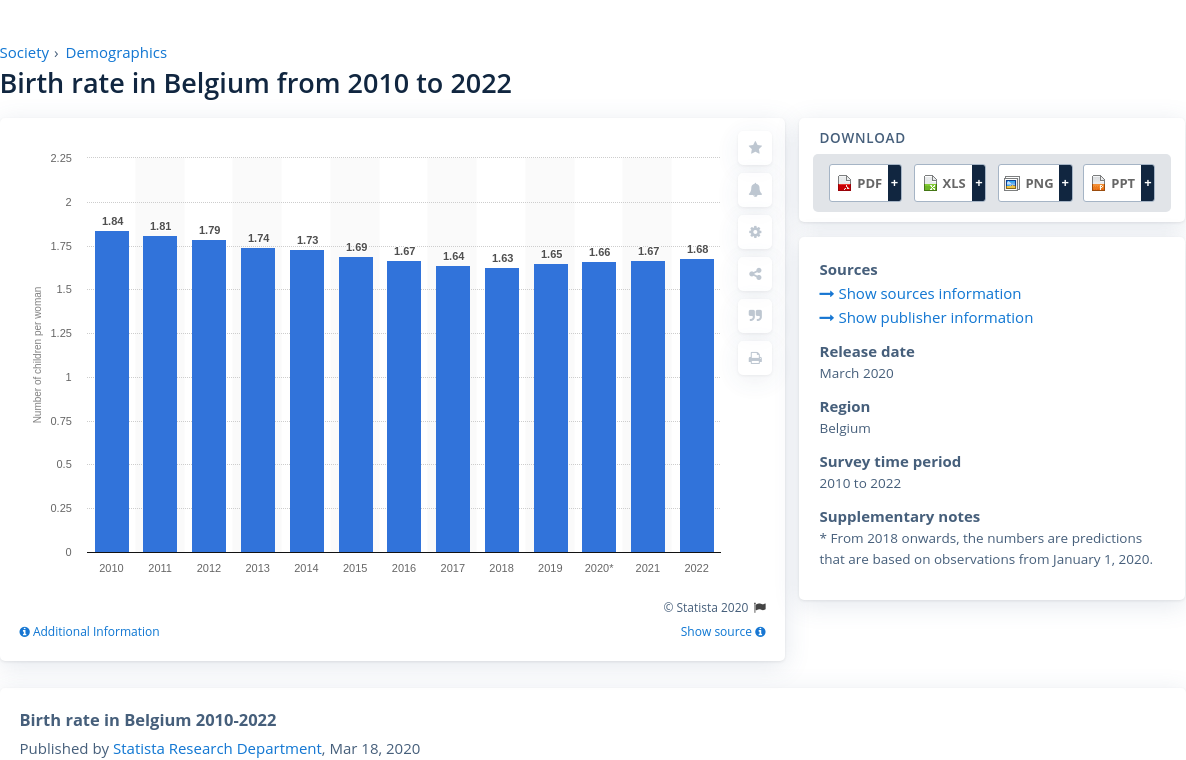 Society › Demographics
Birth rate in Belgium from 2010 to 2022
2.25
2
1.75
1.5
1.25
1
0.75
0.5
0.25
0
Number of children per woman
1.84 1.81 1.79 1.74 1.73 1.69 1.67 1.64 1.63 1.65 1.66 1.67 1.68
2010 2011 2012 2013 2014 2015 2016 2017 2018 2019 2020* 2021 2022
© Statista 2020
Additional Information
Show source
DOWNLOAD
PDF + XLS + PNG + PPT +
Sources
Show sources information
Show publisher information
Release date
March 2020
Region
Belgium
Survey time period
2010 to 2022
Supplementary notes
* From 2018 onwards, the numbers are predictions
that are based on observations from January 1, 2020.
Birth rate in Belgium 2010-2022
Published by Statista Research Department, Mar 18, 2020